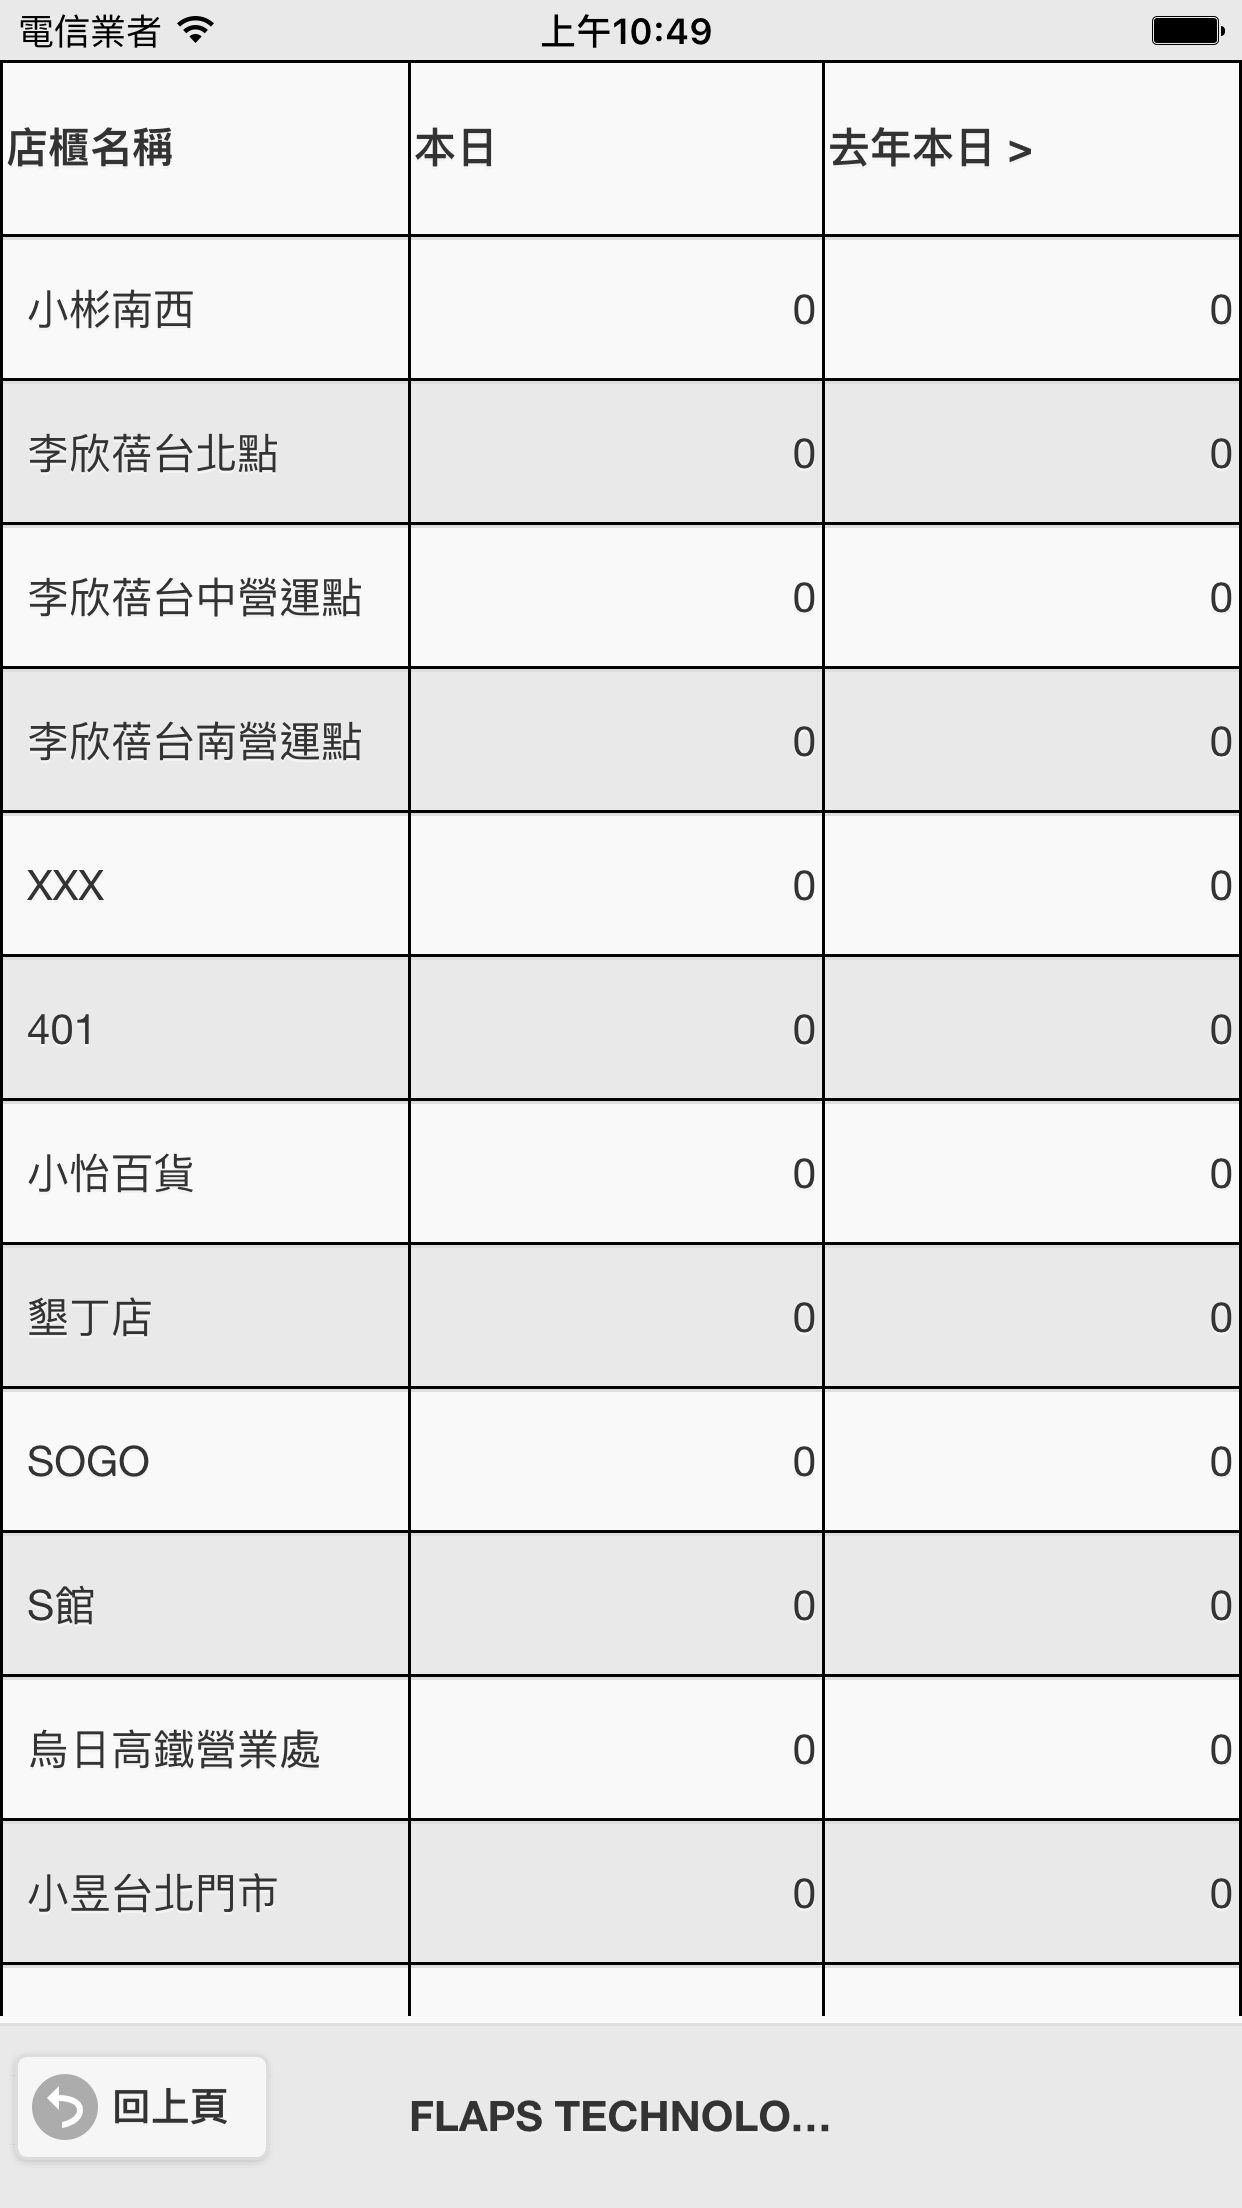 電信業者 上午10:49
店櫃名稱 本日 去年本日 >
小彬南西 0 0
李欣蓓台北點 0 0
李欣蓓台中營運點 0 0
李欣蓓台南營運點 0 0
XXX 0 0
401 0 0
小怡百貨 0 0
墾丁店 0 0
SOGO 0 0
S館 0 0
烏日高鐵營業處 0 0
小昱台北門市 0 0
回上頁 FLAPS TECHNOLO...